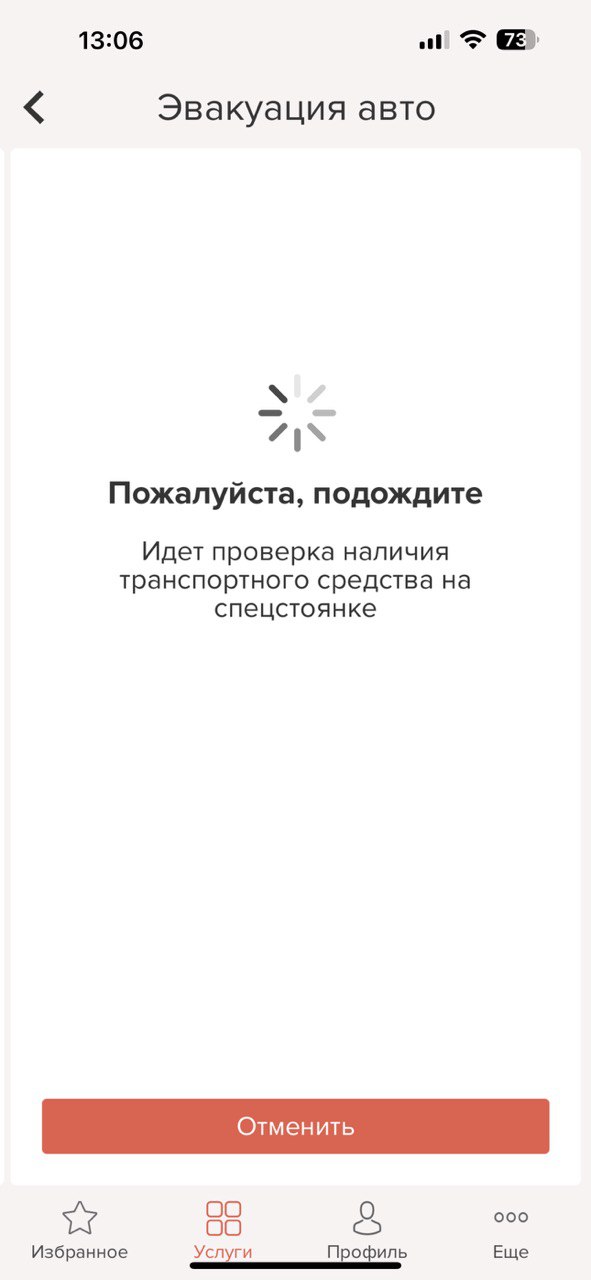 13:06
73
Эвакуация авто
Пожалуйста, подождите
Идет проверка наличия
транспортного средства на
спецстоянке
Отменить
Избранное
Услуги
Профиль
Еще